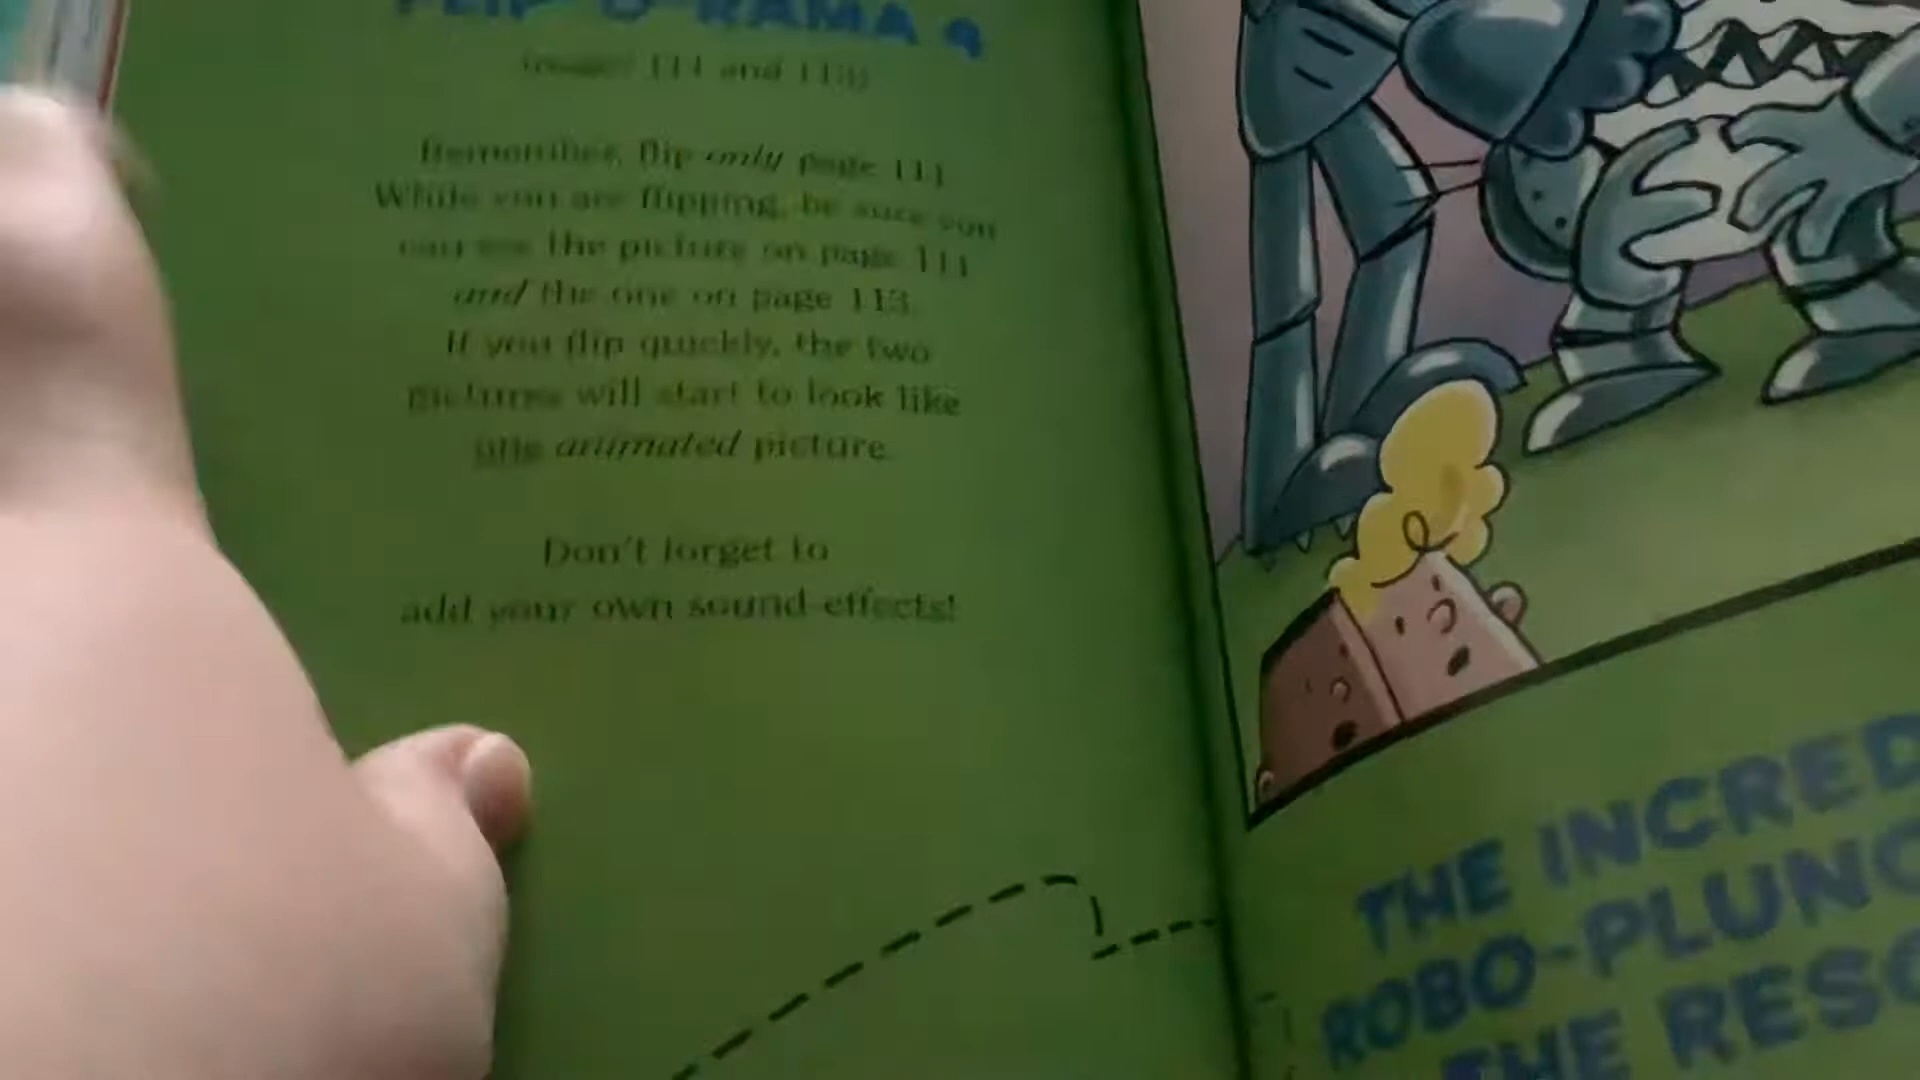 FLIP-O-RAMA 4
(pages 111 and 113)
Remember, flip only page 111
While you are flipping, be sure you
can see the picture on page 111
and the one on page 113.
If you flip quickly, the two
pictures will start to look like
one animated picture.
Don't forget to
add your own sound-effects!
THE INCRED
ROBO-PLUNG
THE RESC